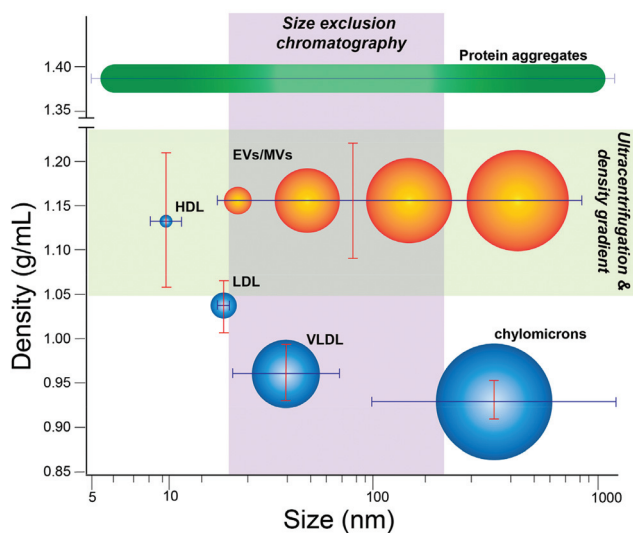 Size exclusion
chromatography
Protein aggregates
1.40
1.35
EVs/MVs
1.20
HDL
1.15
1.10
LDL
1.05
1.00
VLDL
chylomicrons
0.95
0.90
0.85
Density (g/mL)
Ultracentrifugation &
density gradient
5
10
100
1000
Size (nm)